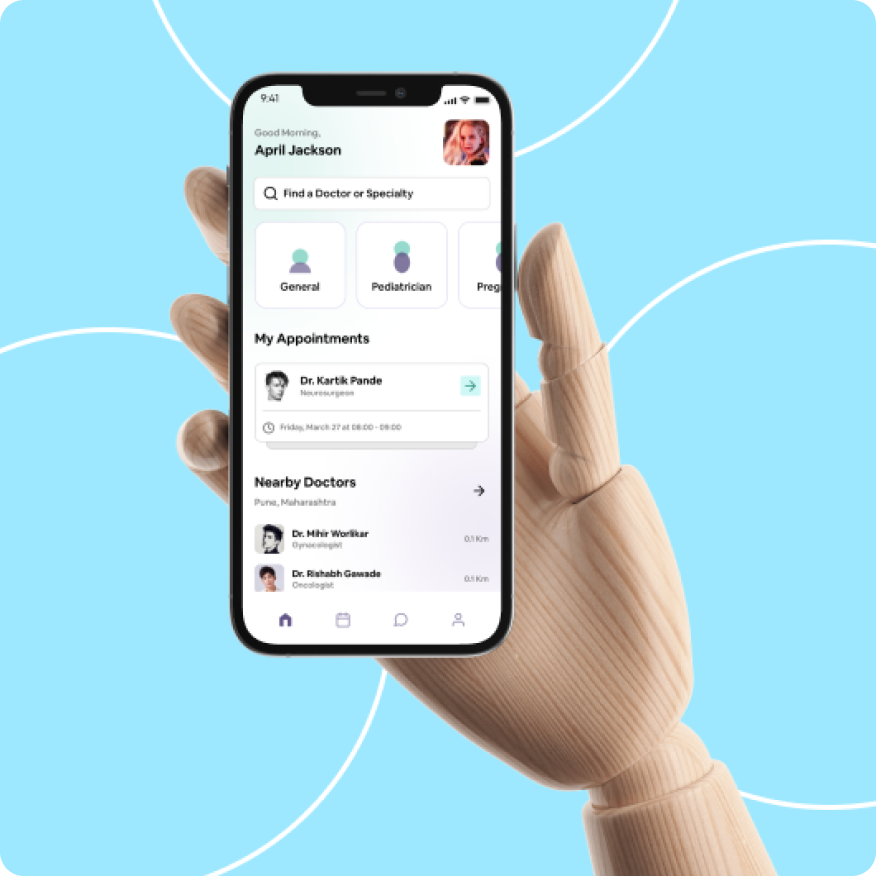 9:41
Good Morning,
April Jackson
Find a Doctor or Specialty
General
Pediatrician
Preg
My Appointments
Dr. Kartik Pande
Neurosurgeon
Friday, March 27 at 08:00 - 09:00
Nearby Doctors
Pune, Maharashtra
Dr. Mihir Worlikar
Gynacologist
0.1 Km
Dr. Rishabh Gawade
Oncologist
0.1 Km